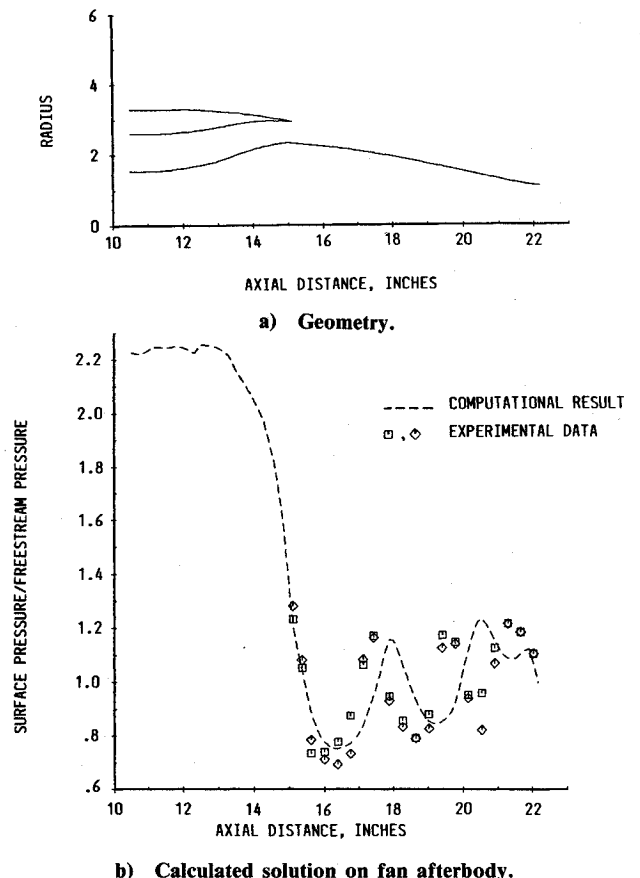 6
4
2
0
RADIUS
10 12 14 16 18 20 22
AXIAL DISTANCE, INCHES
a) Geometry.
2.2
2.0
1.8
1.6
1.4
1.2
1.0
.8
.6
SURFACE PRESSURE/FREESTREAM PRESSURE
COMPUTATIONAL RESULT
, EXPERIMENTAL DATA
10 12 14 16 18 20 22
AXIAL DISTANCE, INCHES
b) Calculated solution on fan afterbody.